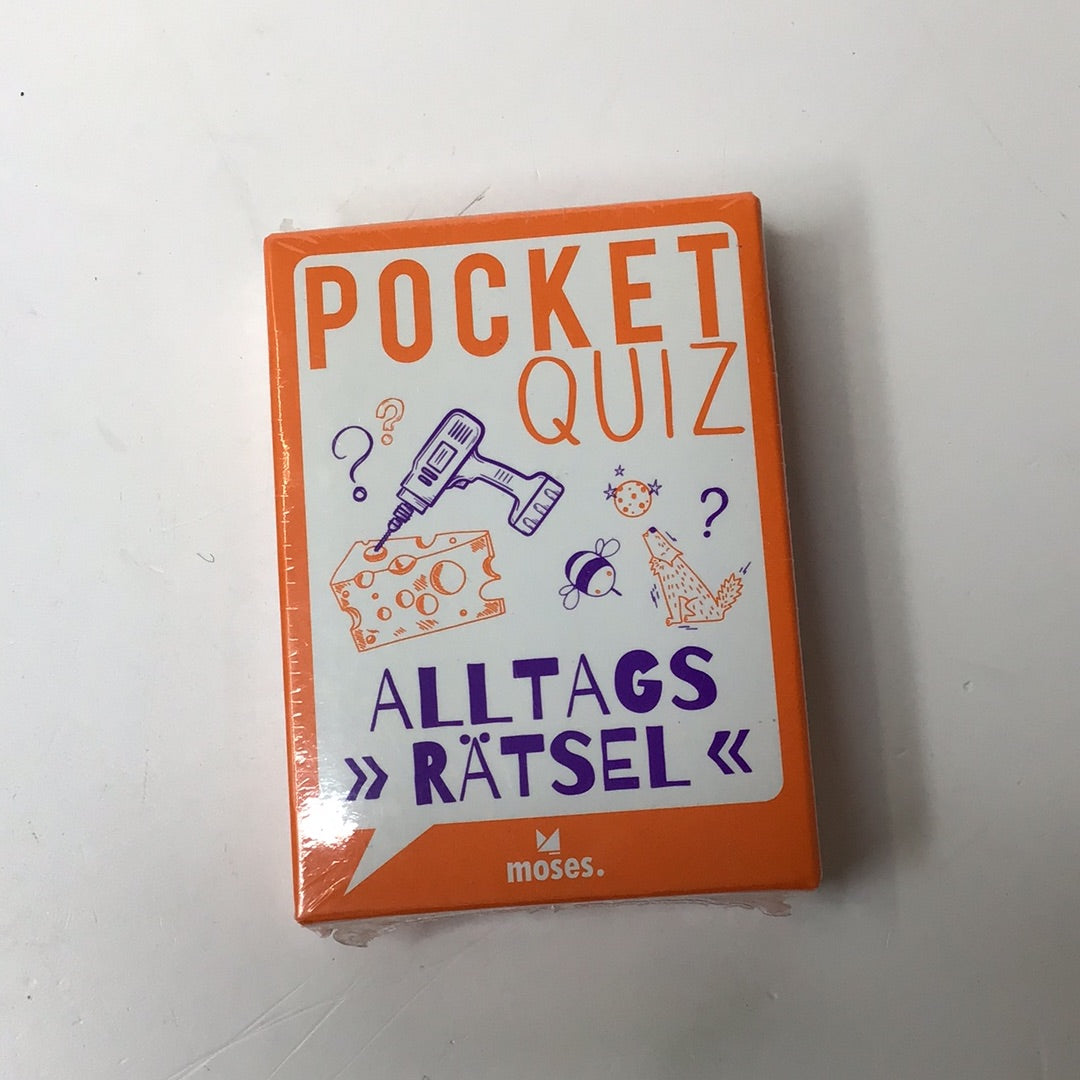 POCKET
QUIZ
? ?
?
ALLTAGS
» RÄTSEL «
moses.